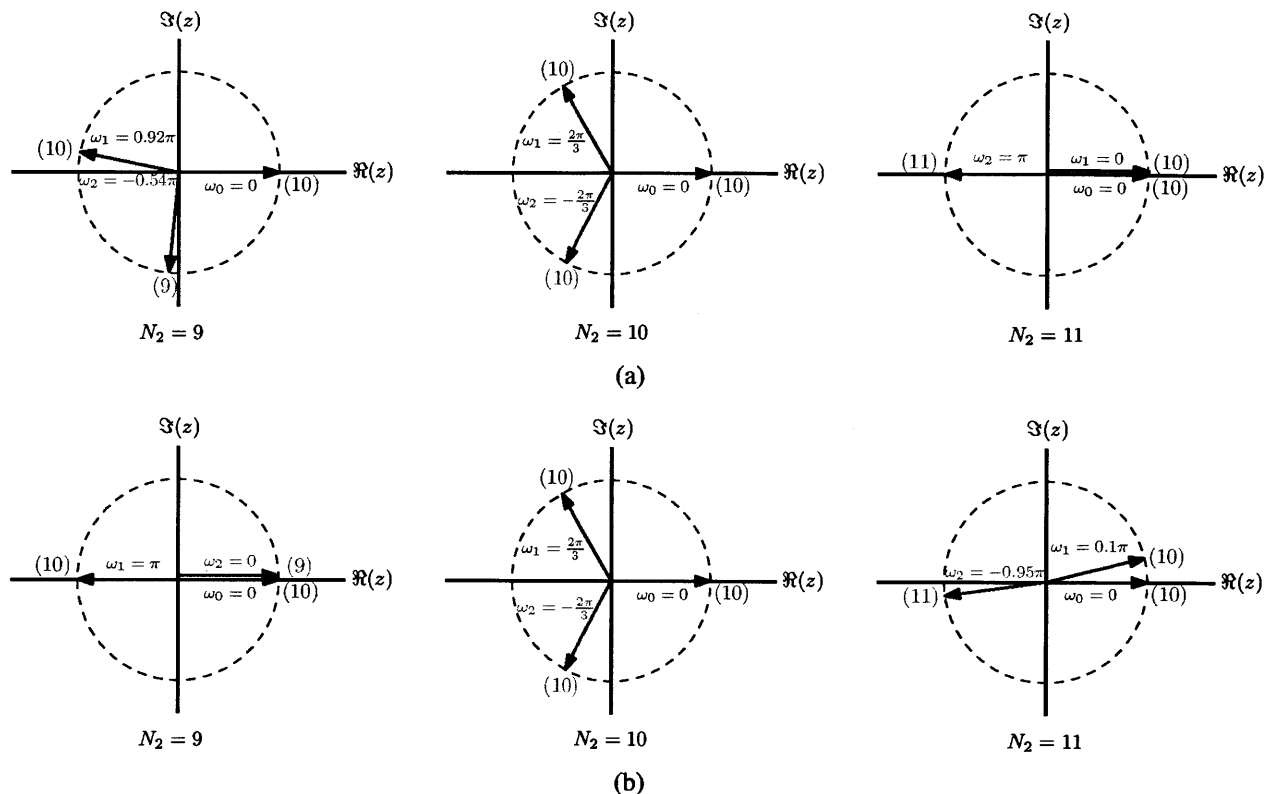 ℑ(z)
(10)
ω₁ = 0.92π
ω₂ = −0.54π
ω₀ = 0
(10)
ℜ(z)
(9)
N₂ = 9
ℑ(z)
(10)
ω₁ = 2π/3
ω₂ = −2π/3
ω₀ = 0
(10)
ℜ(z)
(10)
N₂ = 10
ℑ(z)
(11)
ω₂ = π
ω₁ = 0
(10)
ω₀ = 0
(10)
ℜ(z)
N₂ = 11
(a)
ℑ(z)
(10)
ω₁ = π
ω₂ = 0
(9)
ω₀ = 0
(10)
ℜ(z)
N₂ = 9
ℑ(z)
(10)
ω₁ = 2π/3
ω₂ = −2π/3
ω₀ = 0
(10)
ℜ(z)
(10)
N₂ = 10
ℑ(z)
ω₁ = 0.1π
(10)
ω₂ = −0.95π
(11)
ω₀ = 0
(10)
ℜ(z)
N₂ = 11
(b)